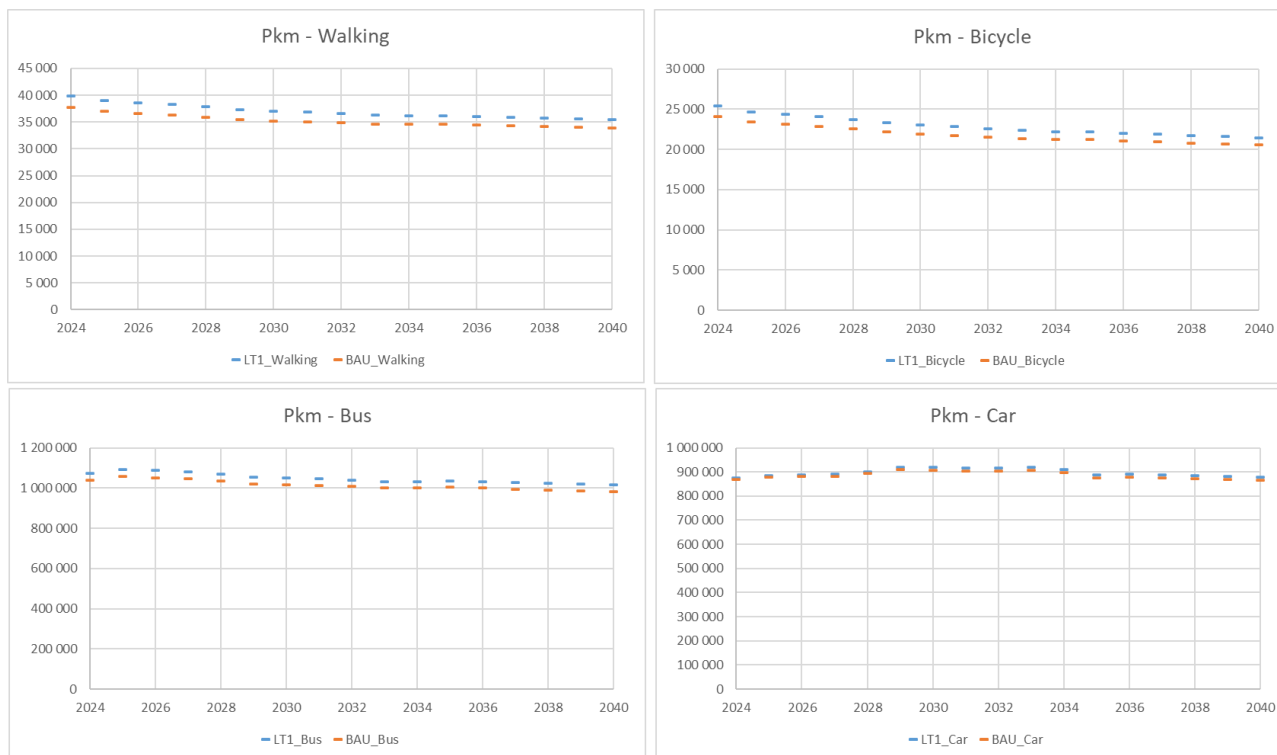 Pkm - Walking
45 000
40 000
35 000
30 000
25 000
20 000
15 000
10 000
5 000
0
2024 2026 2028 2030 2032 2034 2036 2038 2040
LT1_Walking BAU_Walking
Pkm - Bicycle
30 000
25 000
20 000
15 000
10 000
5 000
0
2024 2026 2028 2030 2032 2034 2036 2038 2040
LT1_Bicycle BAU_Bicycle
Pkm - Bus
1 200 000
1 000 000
800 000
600 000
400 000
200 000
0
2024 2026 2028 2030 2032 2034 2036 2038 2040
LT1_Bus BAU_Bus
Pkm - Car
1 000 000
900 000
800 000
700 000
600 000
500 000
400 000
300 000
200 000
100 000
0
2024 2026 2028 2030 2032 2034 2036 2038 2040
LT1_Car BAU_Car